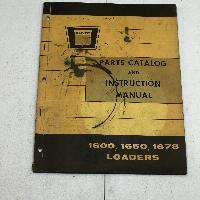 PARTS CATALOG
AND
INSTRUCTION
MANUAL
1600, 1650, 1678
LOADERS